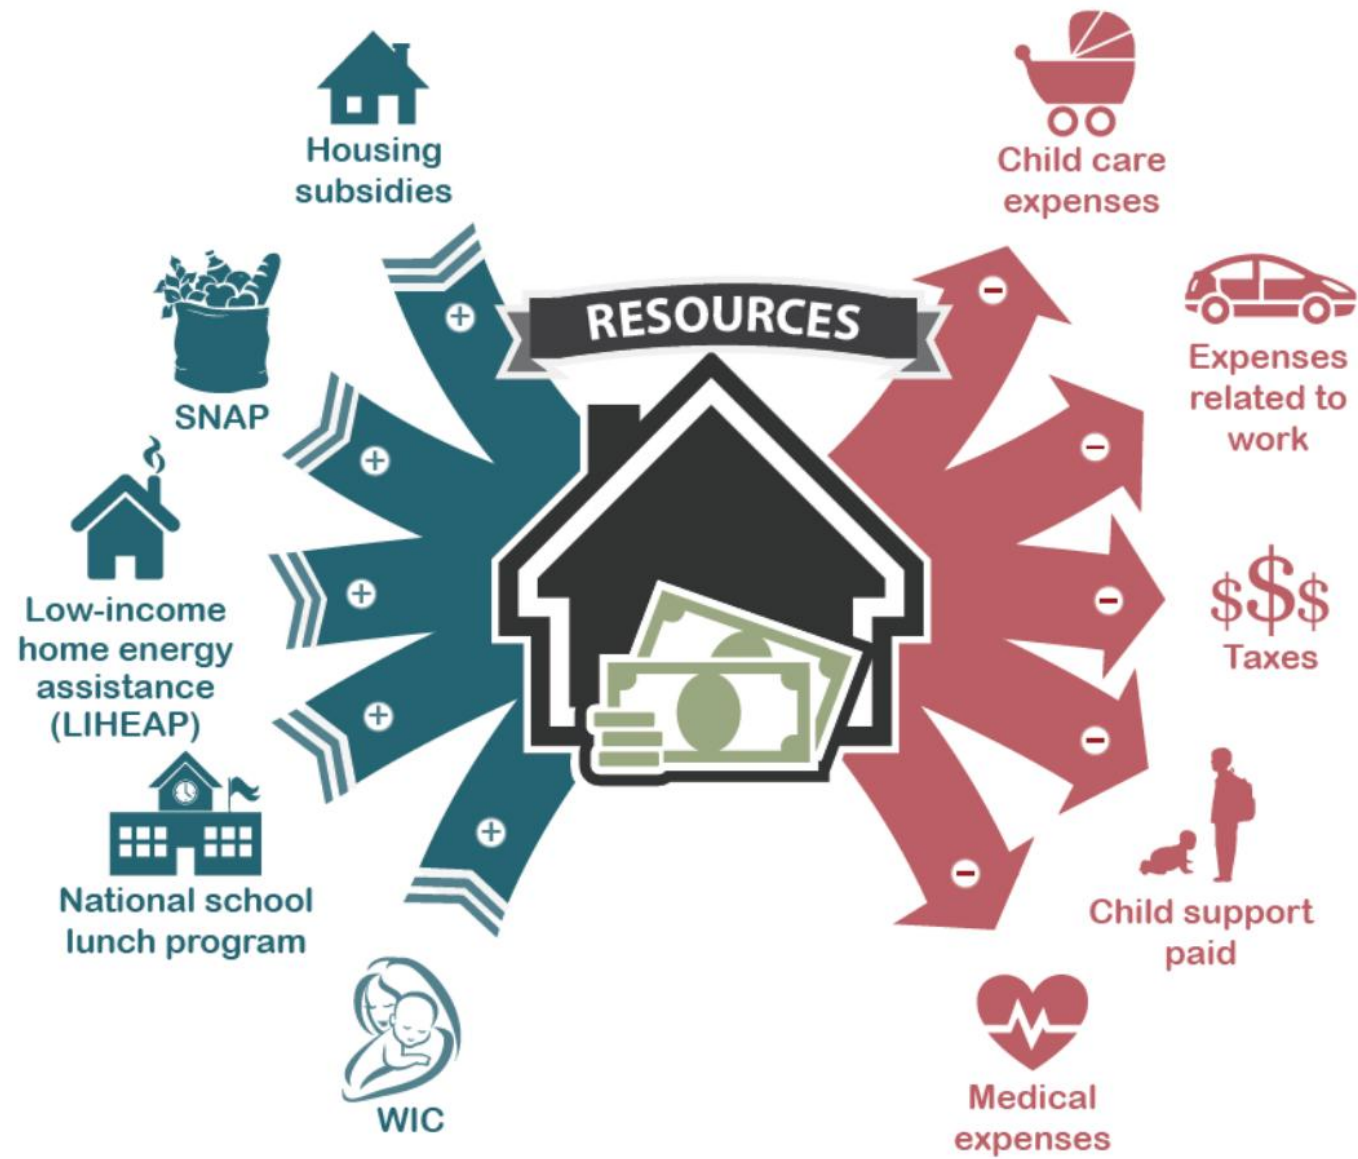 Housing
subsidies
SNAP
Low-income
home energy
assistance
(LIHEAP)
National school
lunch program
WIC
RESOURCES
Child care
expenses
Expenses
related to
work
$$$
Taxes
Child support
paid
Medical
expenses